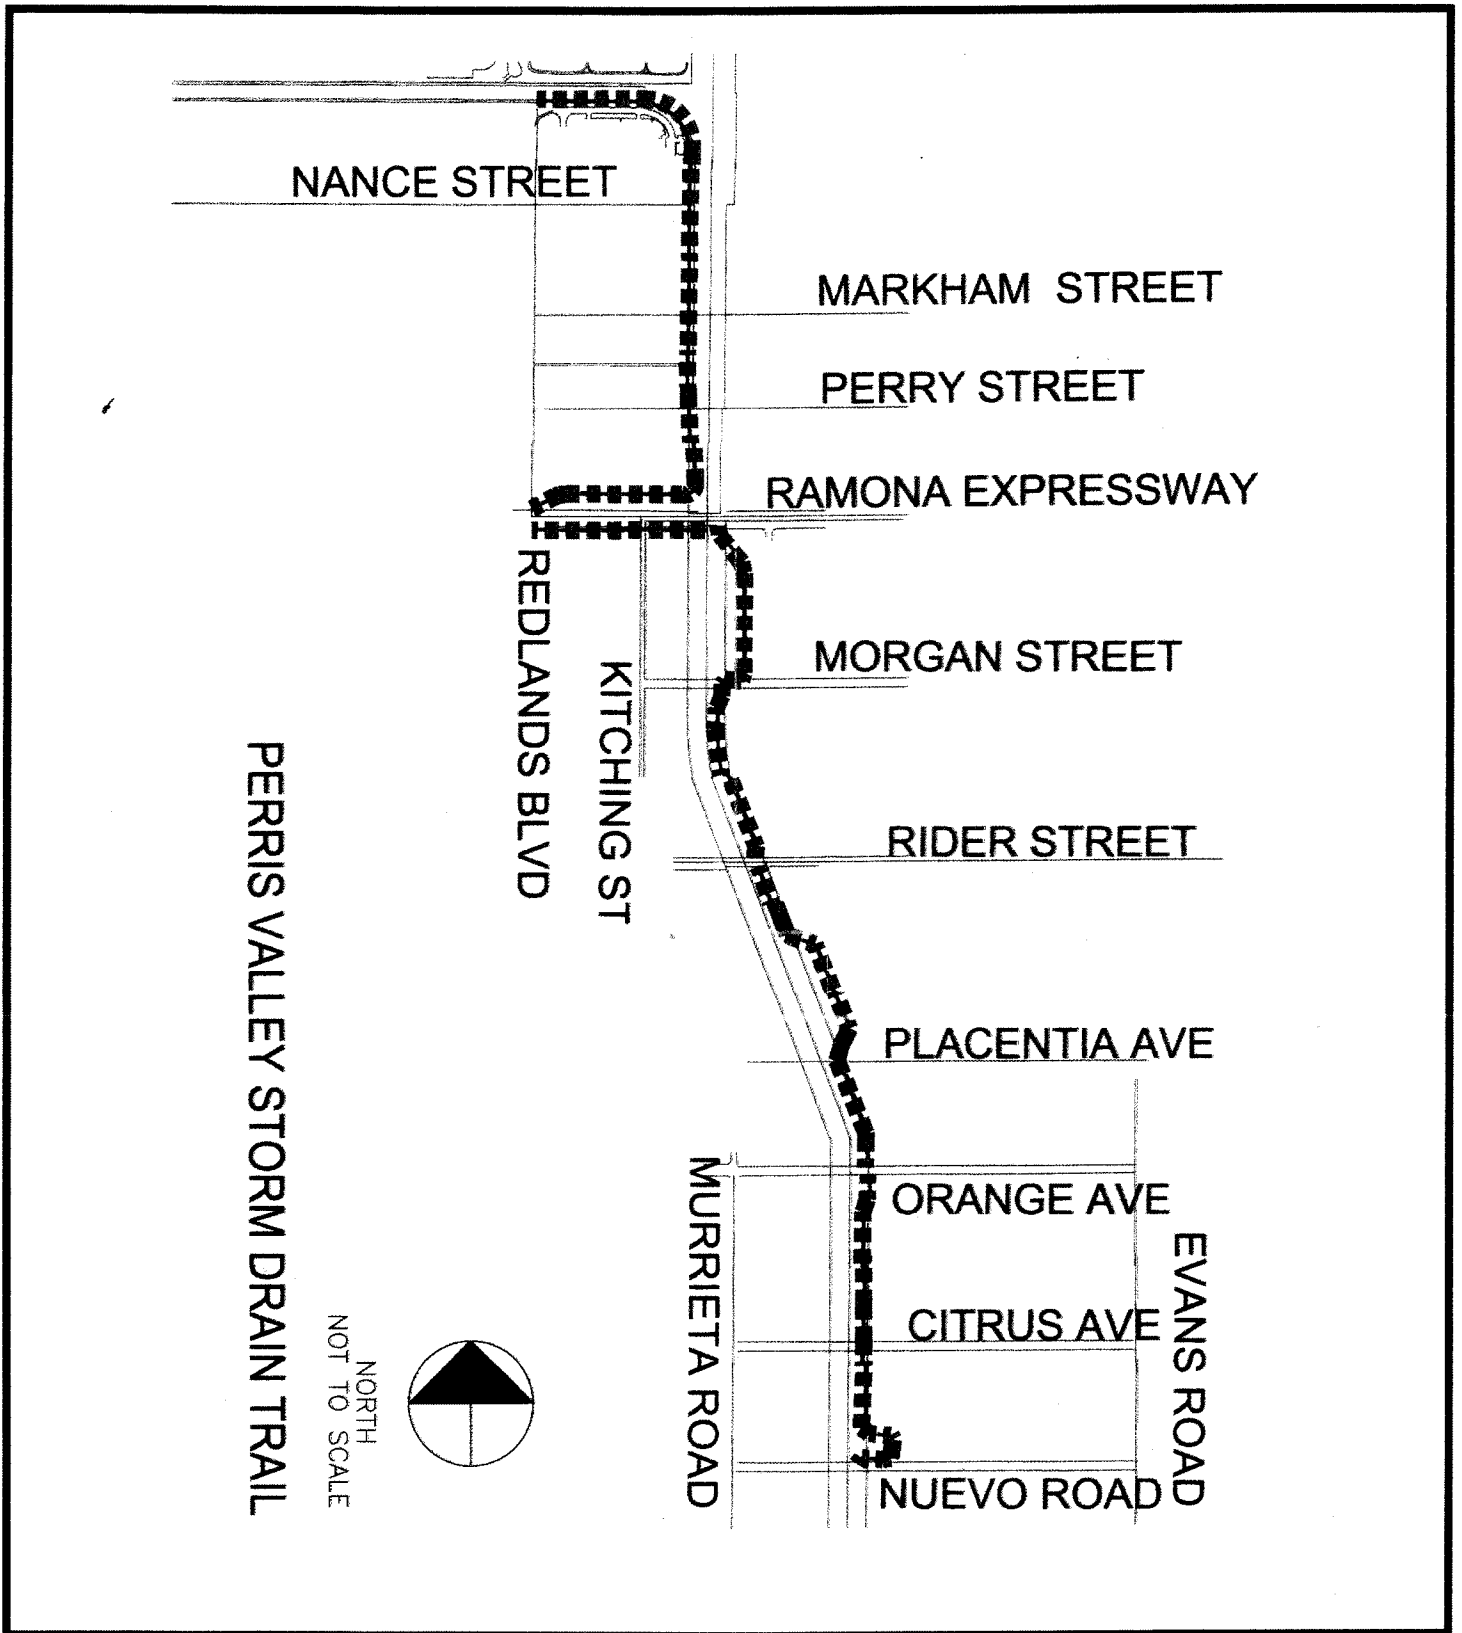 NANCE STREET
MARKHAM STREET
PERRY STREET
RAMONA EXPRESSWAY
REDLANDS BLVD
KITCHING ST
MORGAN STREET
RIDER STREET
PLACENTIA AVE
ORANGE AVE
MURRIETA ROAD
EVANS ROAD
CITRUS AVE
NUEVO ROAD
PERRIS VALLEY STORM DRAIN TRAIL
NORTH
NOT TO SCALE